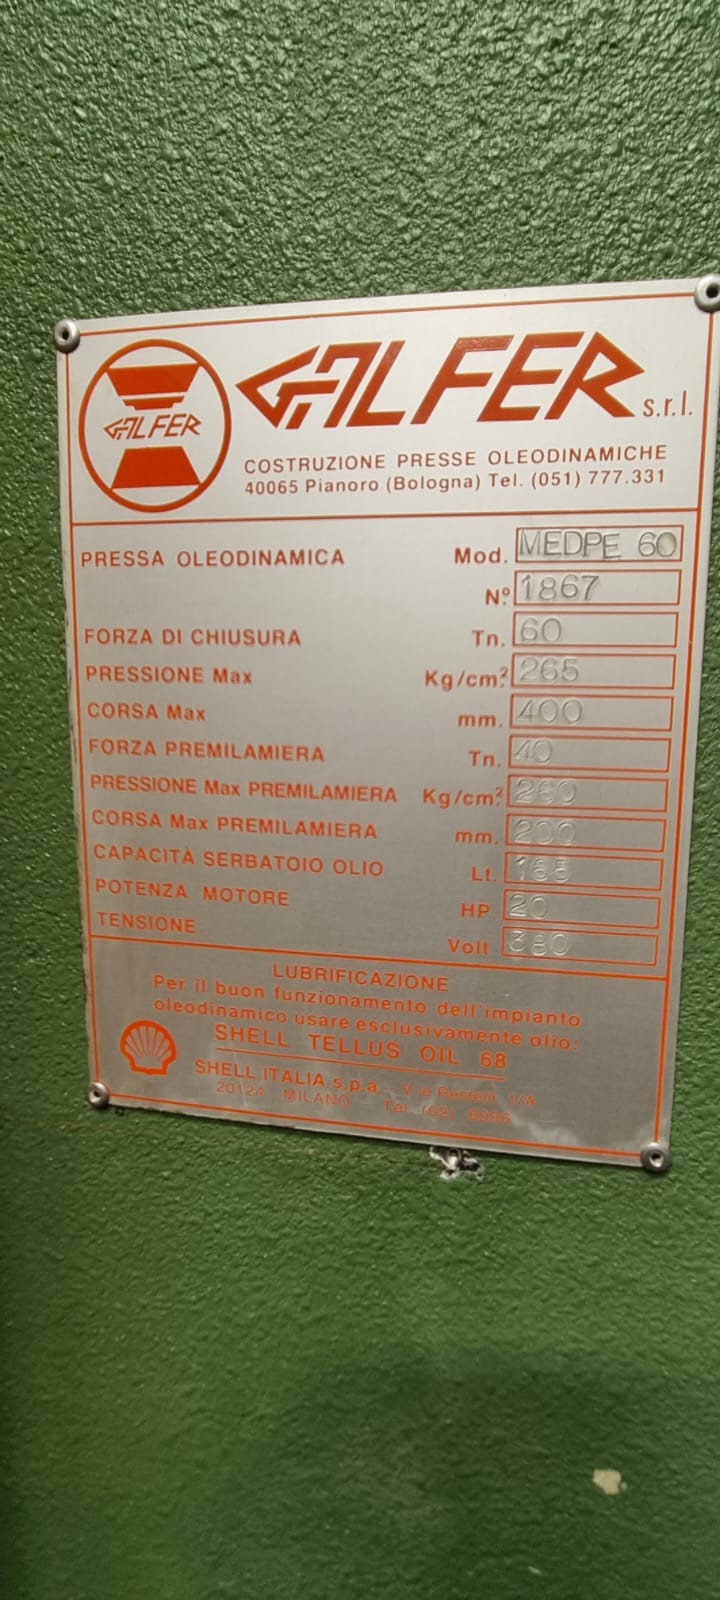 GALFER
GALFER s.r.l.
COSTRUZIONE PRESSE OLEODINAMICHE
40065 Pianoro (Bologna) Tel. (051) 777.331
PRESSA OLEODINAMICA Mod. MEDPE 60
Nº. 1867
FORZA DI CHIUSURA Tn. 60
PRESSIONE Max Kg/cm². 265
CORSA Max mm. 400
FORZA PREMILAMIERA Tn. 40
PRESSIONE Max PREMILAMIERA Kg/cm². 260
CORSA Max PREMILAMIERA mm. 200
CAPACITÀ SERBATOIO OLIO Lt.
POTENZA MOTORE HP. 20
TENSIONE Volt 380
LUBRIFICAZIONE
Per il buon funzionamento dell'impianto
oleodinamico usare esclusivamente olio:
SHELL TELLUS OIL 68
SHELL ITALIA s.p.a.
20124 MILANO - Tel. (02)